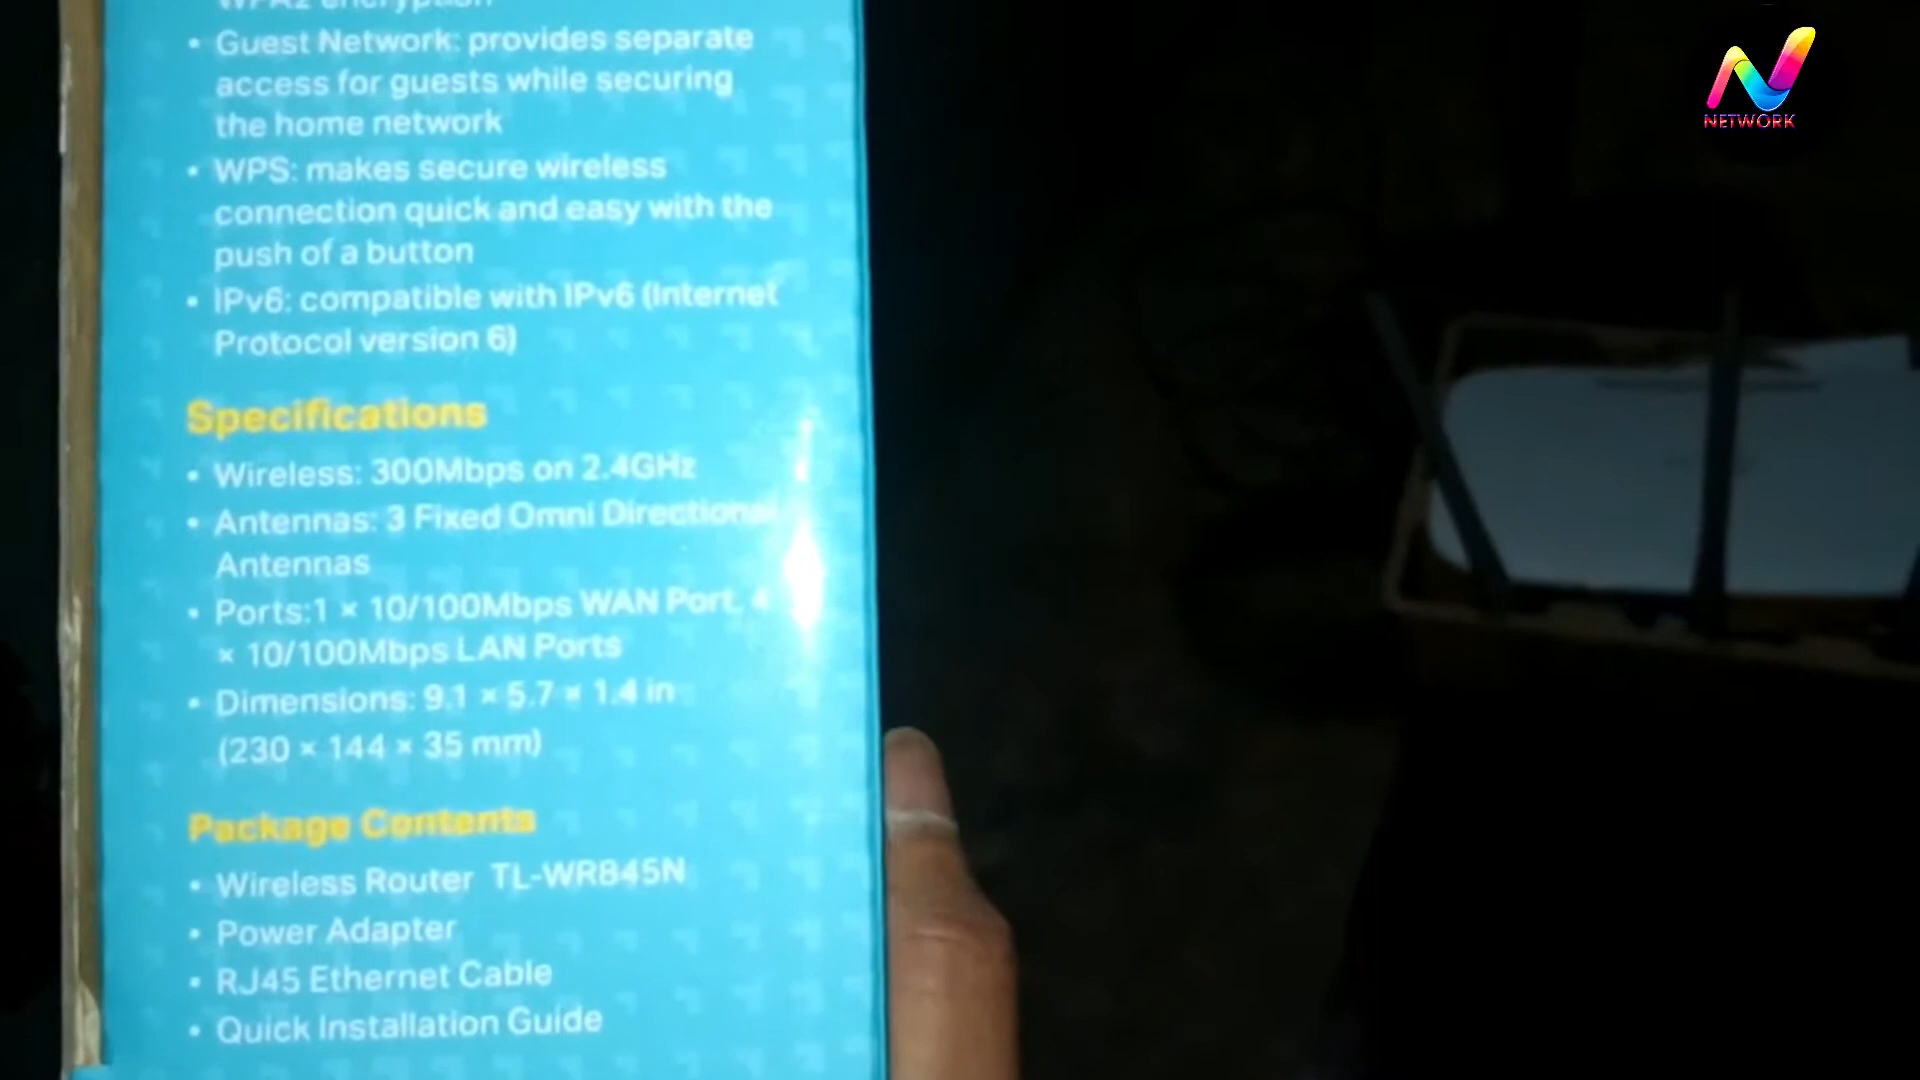 WPA2 encryption
• Guest Network: provides separate
access for guests while securing
the home network
• WPS: makes secure wireless
connection quick and easy with the
push of a button
• IPv6: compatible with IPv6 (Internet
Protocol version 6)
Specifications
• Wireless: 300Mbps on 2.4GHz
• Antennas: 3 Fixed Omni Directional
Antennas
• Ports:1 × 10/100Mbps WAN Port, 4
× 10/100Mbps LAN Ports
• Dimensions: 9.1 × 5.7 × 1.4 in
(230 × 144 × 35 mm)
Package Contents
• Wireless Router TL-WR845N
• Power Adapter
• RJ45 Ethernet Cable
• Quick Installation Guide
NETWORK